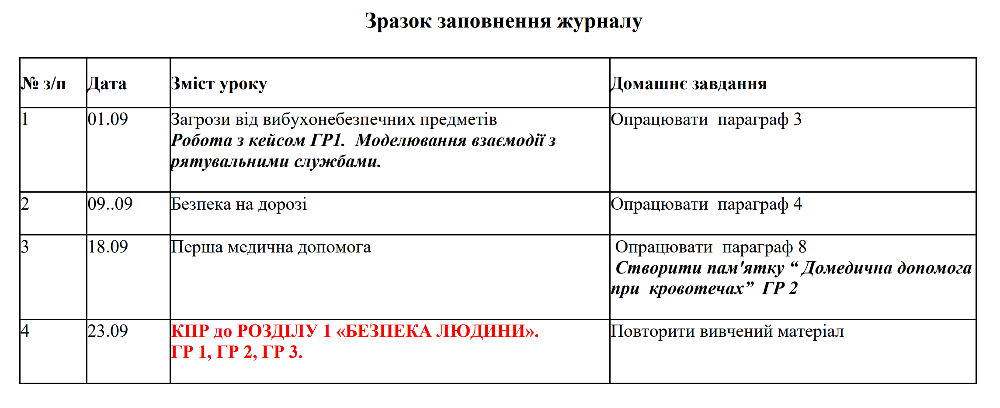 Зразок заповнення журналу
№ з/п Дата Зміст уроку Домашнє завдання
1 01.09 Загрози від вибухонебезпечних предметів Опрацювати параграф 3
Робота з кейсом ГР1. Моделювання взаємодії з
рятувальними службами.
2 09..09 Безпека на дорозі Опрацювати параграф 4
3 18.09 Перша медична допомога Опрацювати параграф 8
Створити пам'ятку “ Домедична допомога
при кровотечах” ГР 2
4 23.09 КПР до РОЗДІЛУ 1 «БЕЗПЕКА ЛЮДИНИ». Повторити вивчений матеріал
ГР 1, ГР 2, ГР 3.